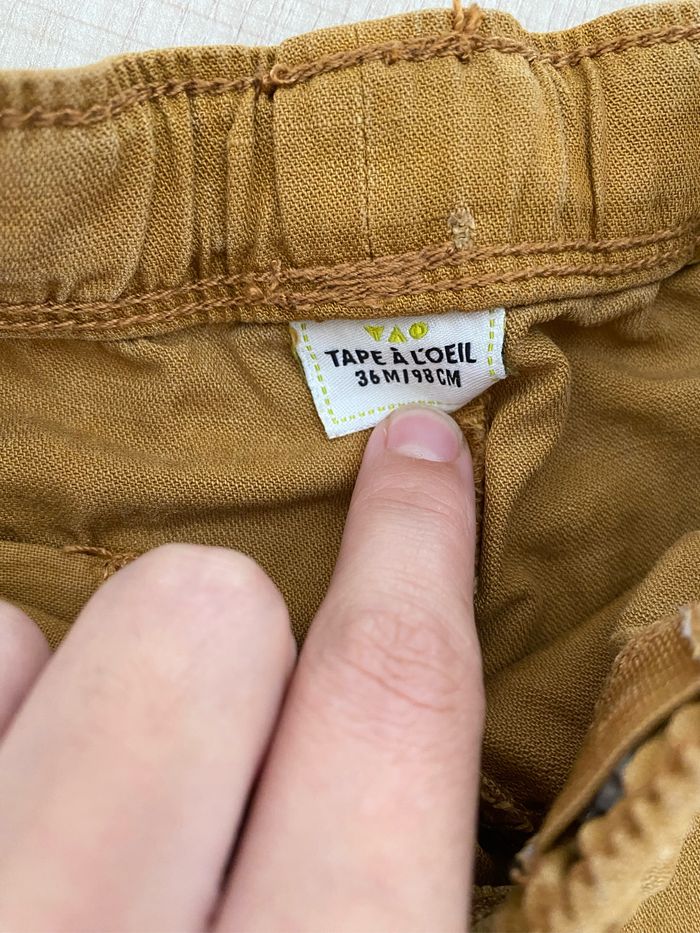 TAO
TAPE À L'OEIL
36M/98CM